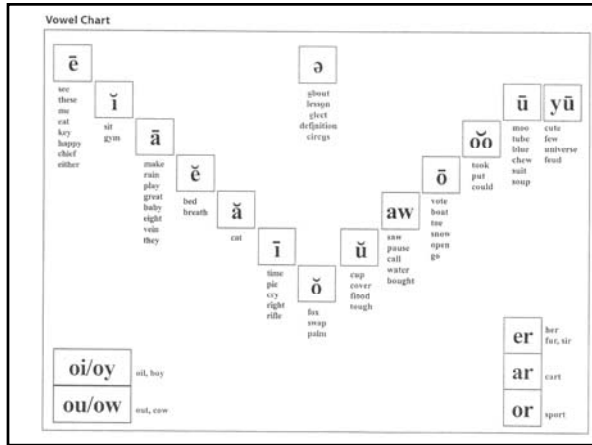 Vowel Chart
ē
see
these
me
eat
key
happy
chief
either
ĭ
sit
gym
ā
make
rain
play
great
baby
eight
vein
they
ĕ
bed
breath
ă
cat
ī
time
pie
cry
right
rifle
ŏ
fox
swap
palm
ŭ
cup
cover
flood
tough
aw
saw
pause
call
water
bought
ō
vote
boat
toe
snow
open
go
o͝o
took
put
could
ū
moo
tube
blue
chew
suit
soup
yū
cute
few
universe
feud
ə
about
lesson
elect
definition
circus
oi/oy oil, boy
ou/ow out, cow
er her
fur, sir
ar cart
or sport